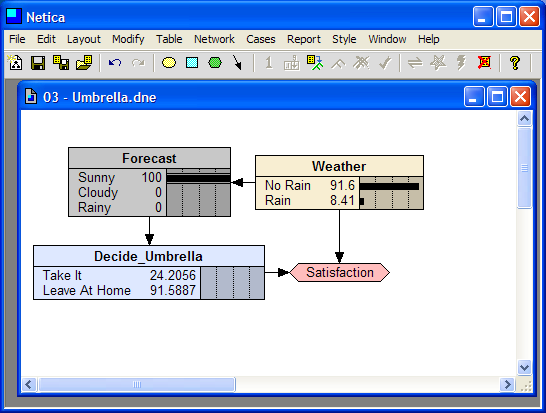 Netica
File Edit Layout Modify Table Network Cases Report Style Window Help
1 ?
03 - Umbrella.dne
Forecast
Sunny 100
Cloudy 0
Rainy 0
Weather
No Rain 91.6
Rain 8.41
Decide_Umbrella
Take It 24.2056
Leave At Home 91.5887
Satisfaction